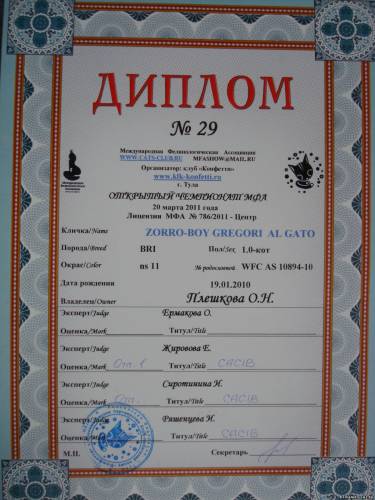 ДИПЛОМ
№ 29
Международная Фелинологическая Ассоциация
WWW.CATS-CLUB.RU MFASHOW@MAIL.RU
Организатор: клуб «Конфетти»
www.klk-konfetti.ru
г. Тула
ОТКРЫТЫЙ ЧЕМПИОНАТ МФА
20 марта 2011 года
Лицензия МФА № 786/2011 - Центр
Кличка/Name ZORRO-BOY GREGORI AL GATO
Порода/Breed BRI Пол/Sex 1.0-кот
Окрас/Color ns 11 № родословной WFC AS 10894-10
Дата рождения 19.01.2010
Владелец/Owner Плешкова О.Н.
Эксперт/Judge Ермакова О.
Оценка/Mark Титул/Title
Эксперт/Judge Жировова Е.
Оценка/Mark Отл. 1 Титул/Title CACIB
Эксперт/Judge Сиротинина Н.
Оценка/Mark Отл. Титул/Title CACIB
Эксперт/Judge Рященцева Н.
Оценка/Mark Титул/Title CACIB
М.П. Секретарь